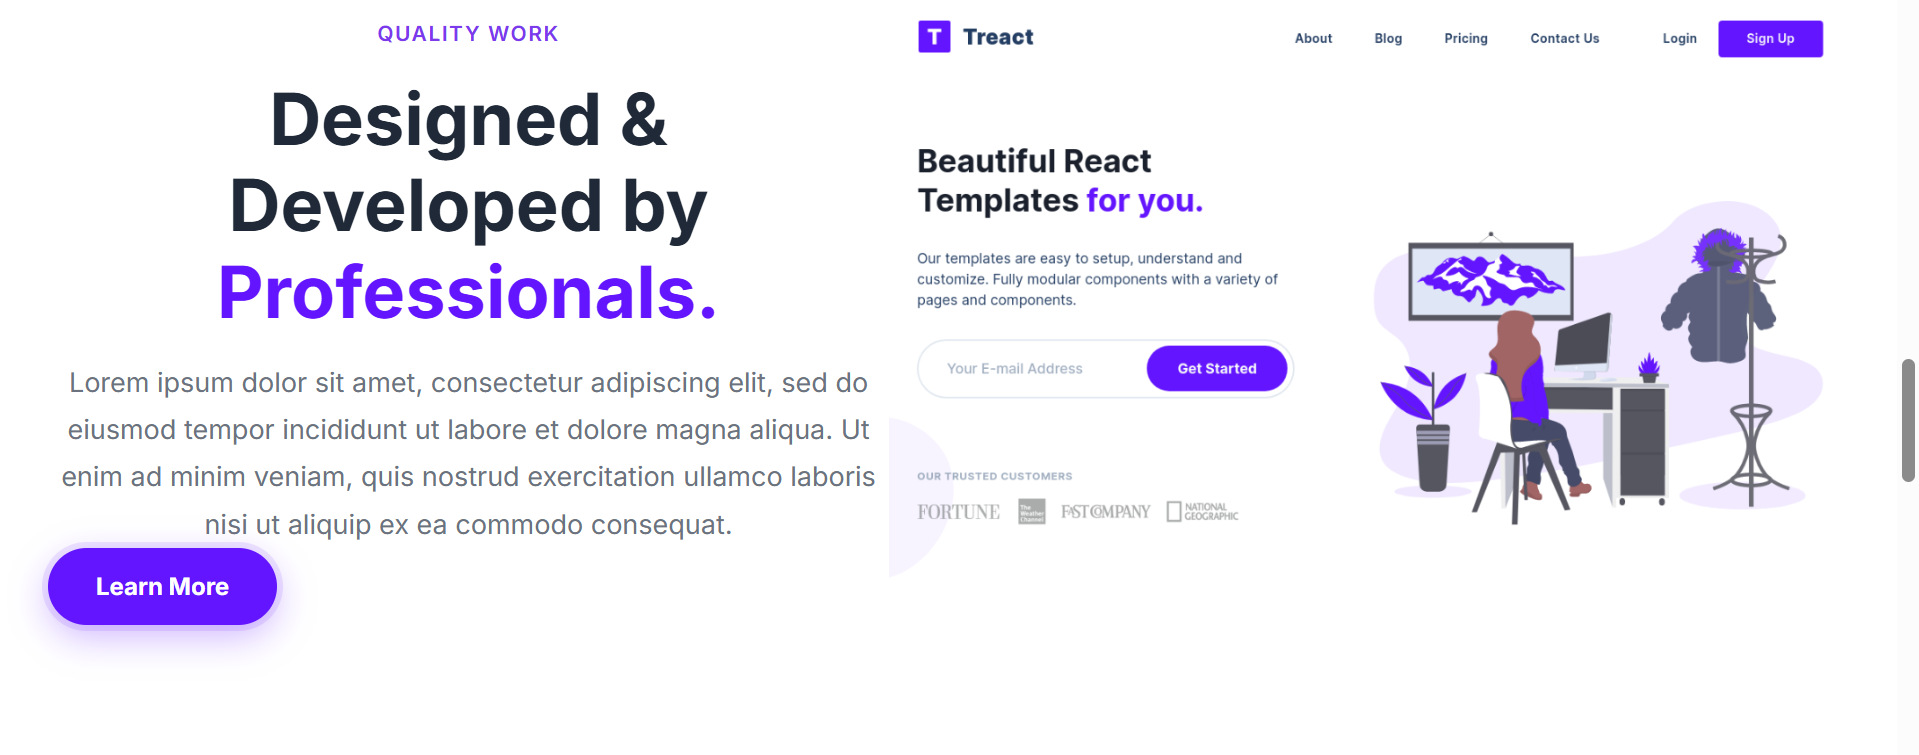 QUALITY WORK
Designed &
Developed by
Professionals.
Lorem ipsum dolor sit amet, consectetur adipiscing elit, sed do
eiusmod tempor incididunt ut labore et dolore magna aliqua. Ut
enim ad minim veniam, quis nostrud exercitation ullamco laboris
nisi ut aliquip ex ea commodo consequat.
Learn More
T Treact
About Blog Pricing Contact Us Login Sign Up
Beautiful React
Templates for you.
Our templates are easy to setup, understand and
customize. Fully modular components with a variety of
pages and components.
Your E-mail Address Get Started
OUR TRUSTED CUSTOMERS
FORTUNE
The
Weather
Channel
FAST COMPANY
NATIONAL
GEOGRAPHIC